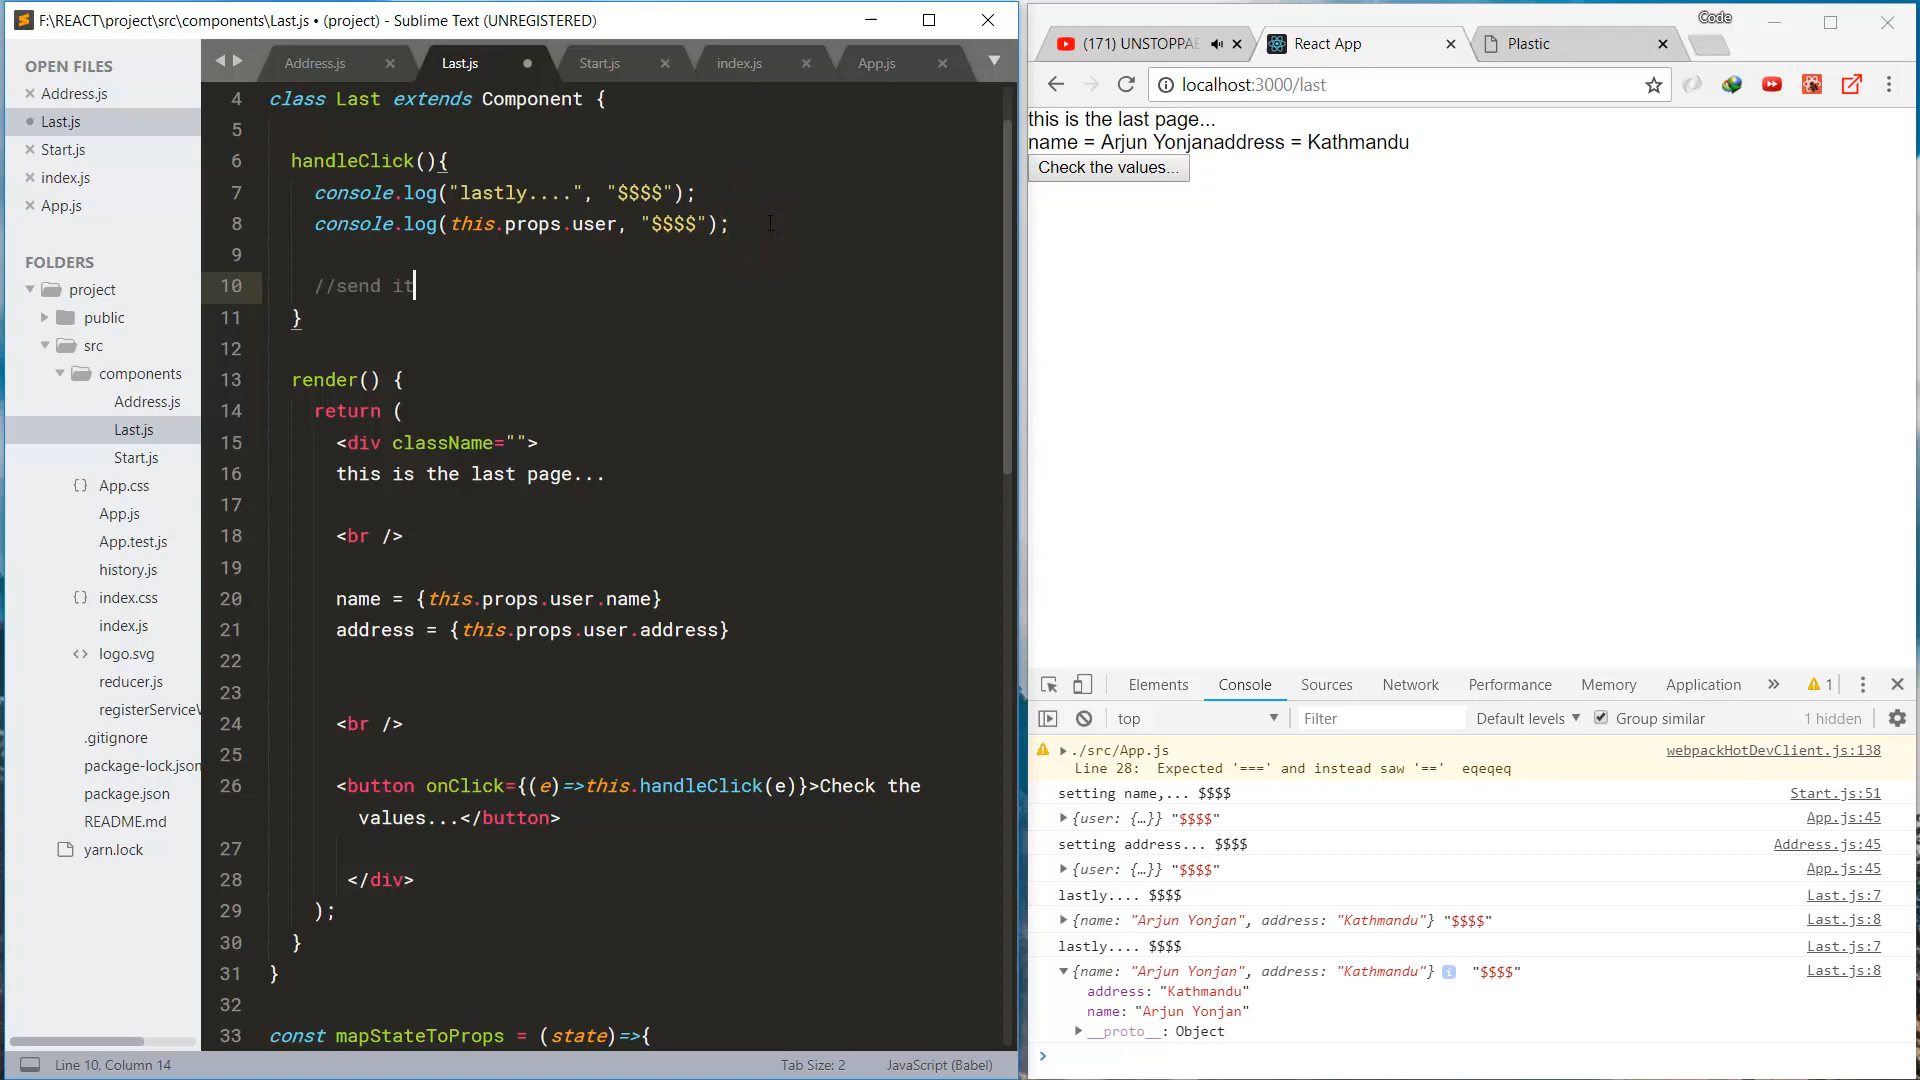 F:\REACT\project\src\components\Last.js • (project) - Sublime Text (UNREGISTERED)
OPEN FILES
Address.js
Last.js
Start.js
index.js
App.js
FOLDERS
project
public
src
components
Address.js
Last.js
Start.js
App.css
App.js
App.test.js
history.js
index.css
index.js
logo.svg
reducer.js
registerServiceW
.gitignore
package-lock.json
package.json
README.md
yarn.lock
Address.js Last.js Start.js index.js App.js
4 class Last extends Component {
5
6 handleClick(){
7 console.log("lastly....", "$$$$");
8 console.log(this.props.user, "$$$$");
9
10 //send it
11 }
12
13 render() {
14 return (
15 <div className="">
16 this is the last page...
17
18 <br />
19
20 name = {this.props.user.name}
21 address = {this.props.user.address}
22
23
24 <br />
25
26 <button onClick={(e)=>this.handleClick(e)}>Check the
values...</button>
27
28 </div>
29 );
30 }
31 }
32
33 const mapStateToProps = (state)=>{
Line 10, Column 14 Tab Size: 2 JavaScript (Babel)
Code
(171) UNSTOPPAB React App Plastic
localhost:3000/last
this is the last page...
name = Arjun Yonjanaddress = Kathmandu
Check the values...
Elements Console Sources Network Performance Memory Application » 1
top Filter Default levels Group similar 1 hidden
./src/App.js webpackHotDevClient.js:138
Line 28: Expected '===' and instead saw '==' eqeqeq
setting name,... $$$$ Start.js:51
{user: {…}} "$$$$" App.js:45
setting address... $$$$ Address.js:45
{user: {…}} "$$$$" App.js:45
lastly.... $$$$ Last.js:7
{name: "Arjun Yonjan", address: "Kathmandu"} "$$$$" Last.js:8
lastly.... $$$$ Last.js:7
{name: "Arjun Yonjan", address: "Kathmandu"} i "$$$$" Last.js:8
address: "Kathmandu"
name: "Arjun Yonjan"
__proto__: Object